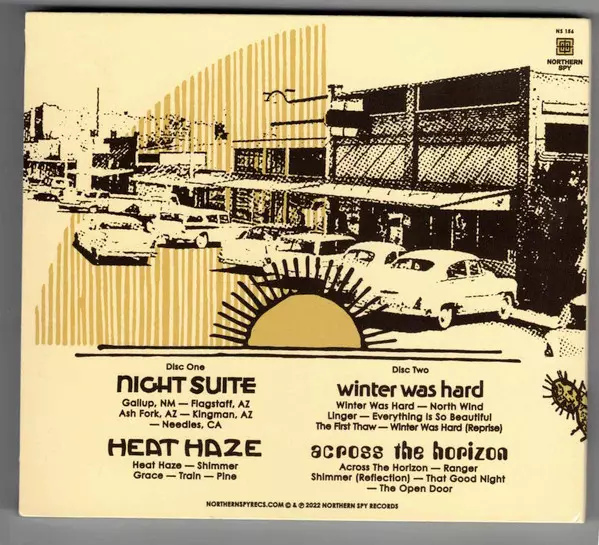 NS 184
NORTHERN
SPY
Disc One
NIGHT SUITE
Gallup, NM — Flagstaff, AZ
Ash Fork, AZ — Kingman, AZ
— Needles, CA
HEAT HAZE
Heat Haze — Shimmer
Grace — Train — Pine
Disc Two
winter was hard
Winter Was Hard — North Wind
Linger — Everything Is So Beautiful
The First Thaw — Winter Was Hard (Reprise)
across the horizon
Across The Horizon — Ranger
Shimmer (Reflection) — That Good Night
— The Open Door
NORTHERNSPYRECS.COM © & ℗ 2022 NORTHERN SPY RECORDS